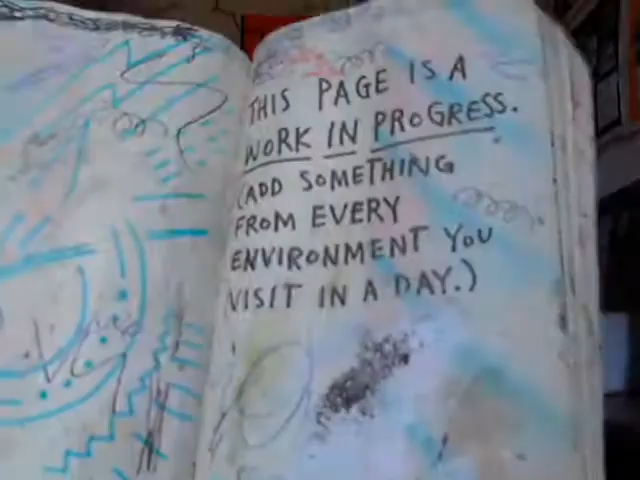 THIS PAGE IS A
WORK IN PROGRESS.
(ADD SOMETHING
FROM EVERY
ENVIRONMENT YOU
VISIT IN A DAY.)